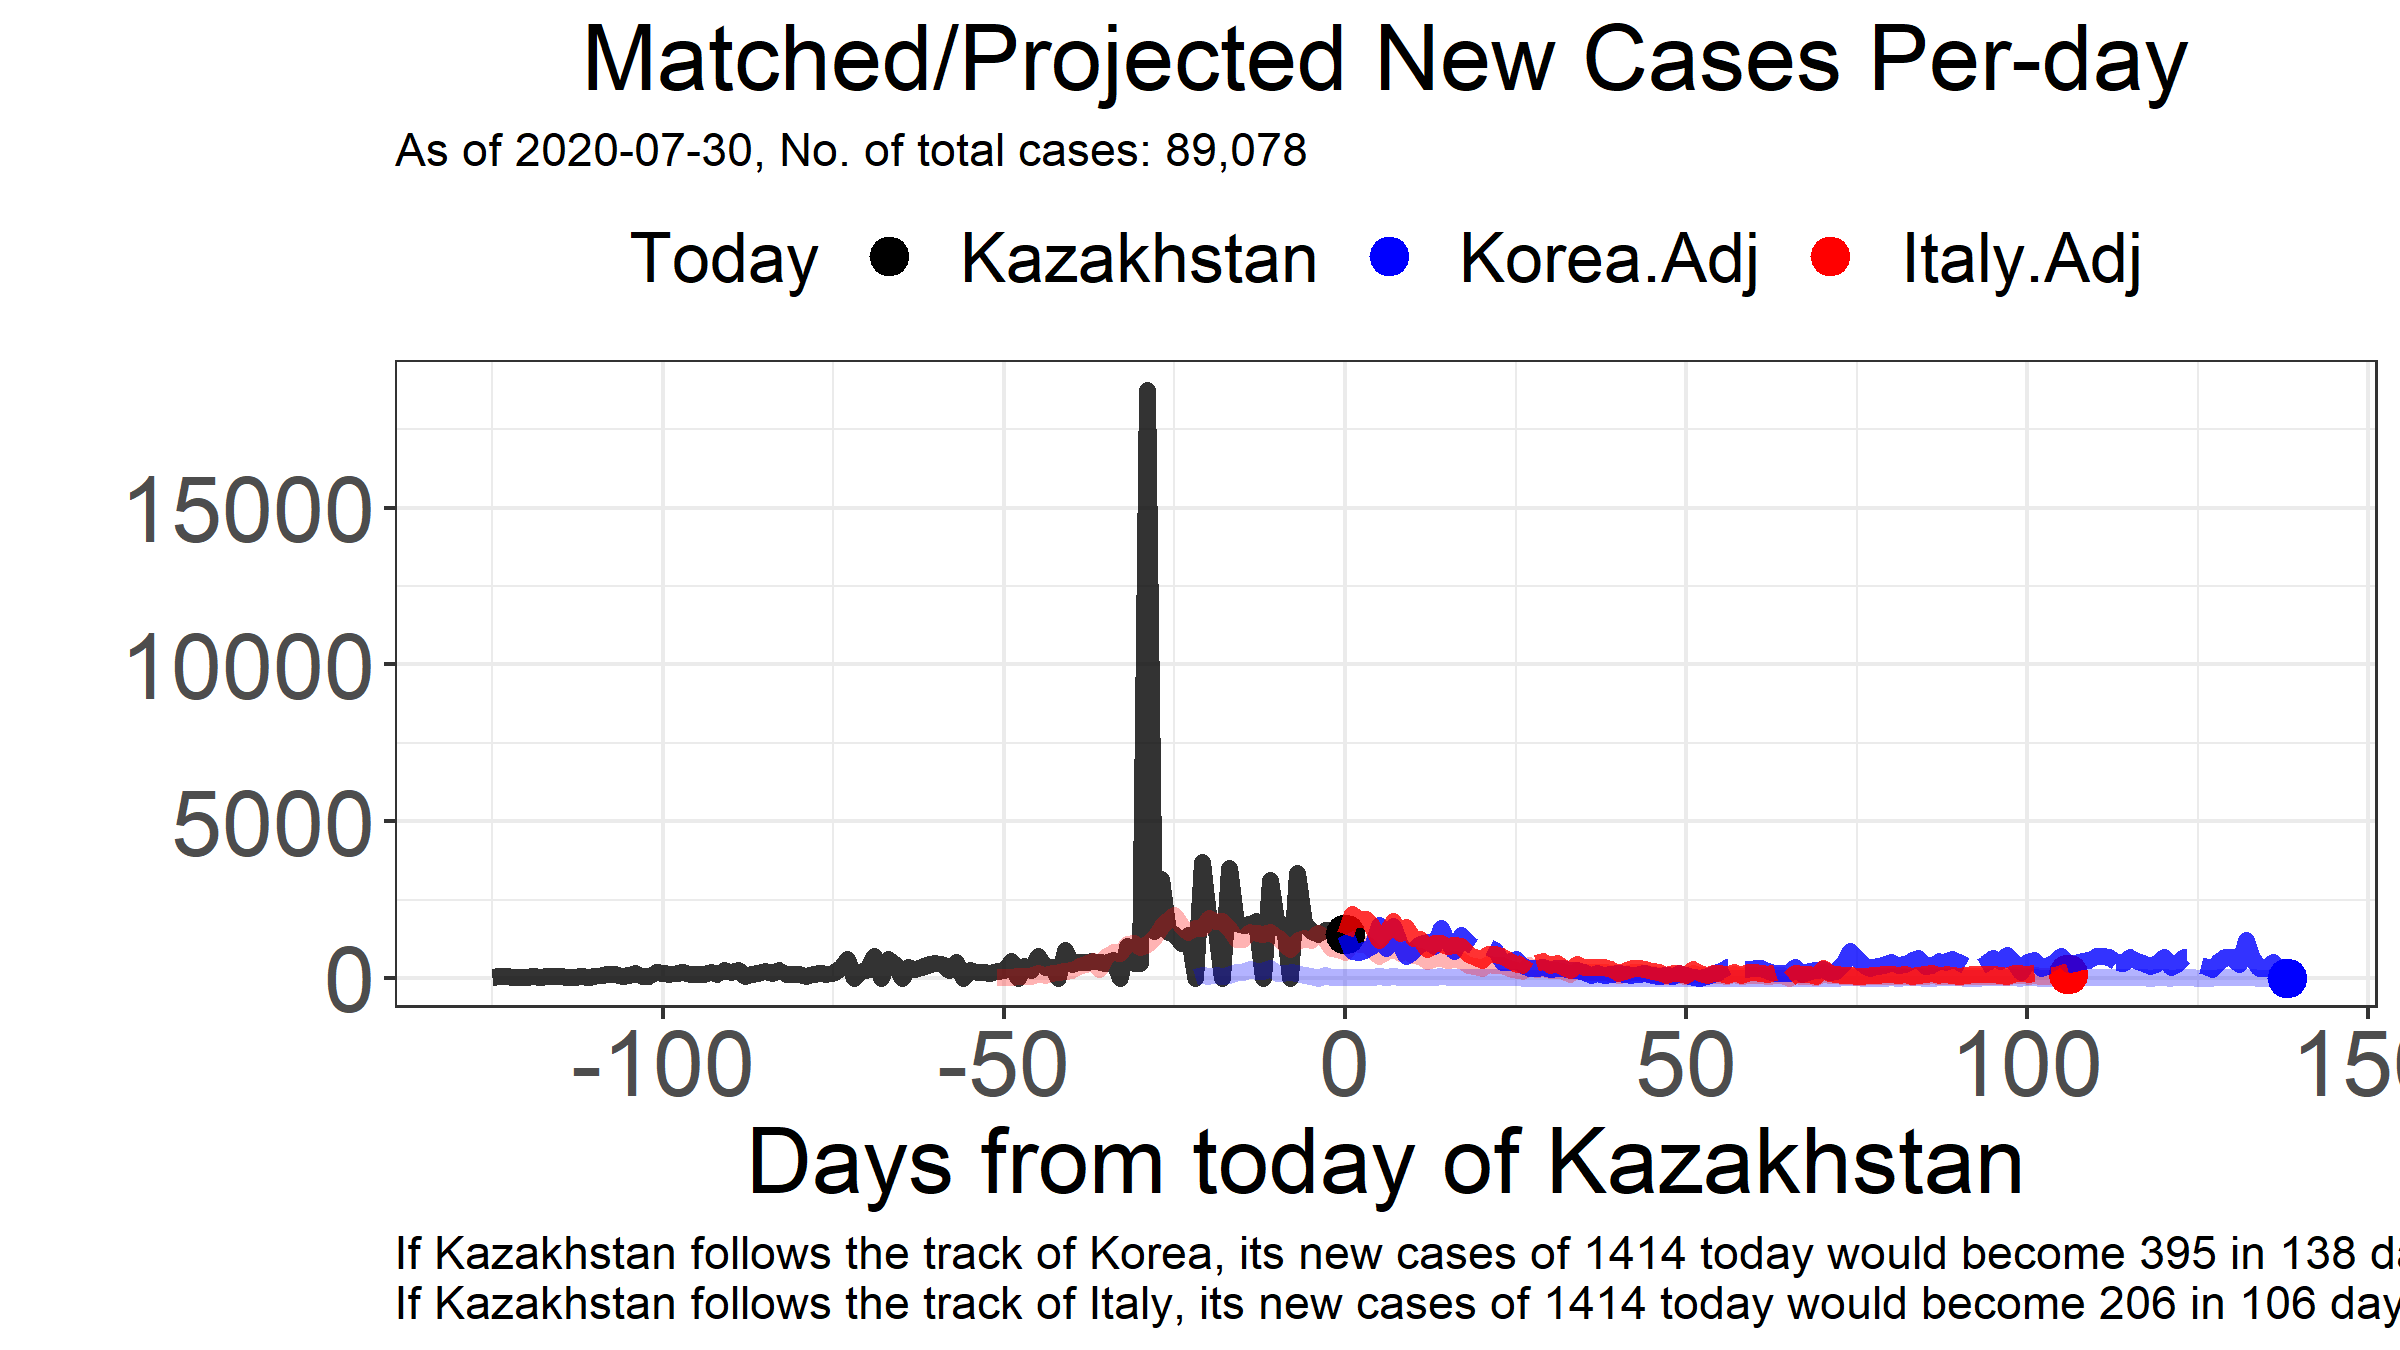 Matched/Projected New Cases Per-day
As of 2020-07-30, No. of total cases: 89,078
Today Kazakhstan Korea.Adj Italy.Adj
15000
10000
5000
0
-100 -50 0 50 100
Days from today of Kazakhstan
If Kazakhstan follows the track of Korea, its new cases of 1414 today would become 395 in 138
If Kazakhstan follows the track of Italy, its new cases of 1414 today would become 206 in 106 day